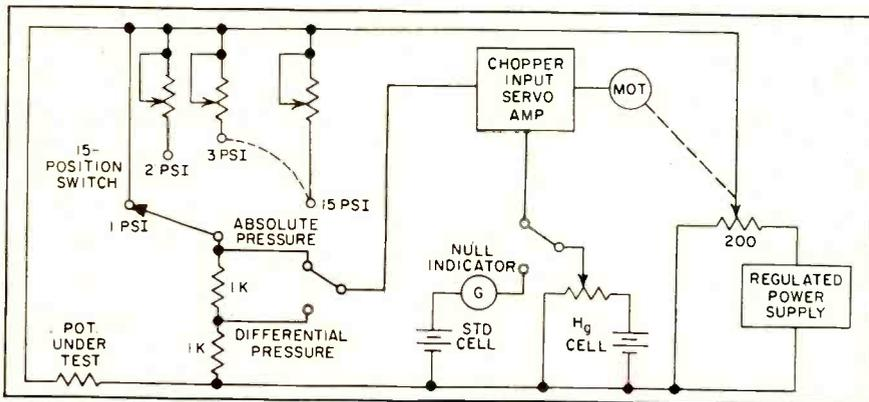 CHOPPER
INPUT
SERVO
AMP
MOT
2 PSI
3 PSI
15-
POSITION
SWITCH
15 PSI
1 PSI
ABSOLUTE
PRESSURE
200
NULL
INDICATOR
REGULATED
POWER
SUPPLY
1K
G
DIFFERENTIAL
PRESSURE
STD
CELL
Hg
CELL
POT.
UNDER
TEST
1K